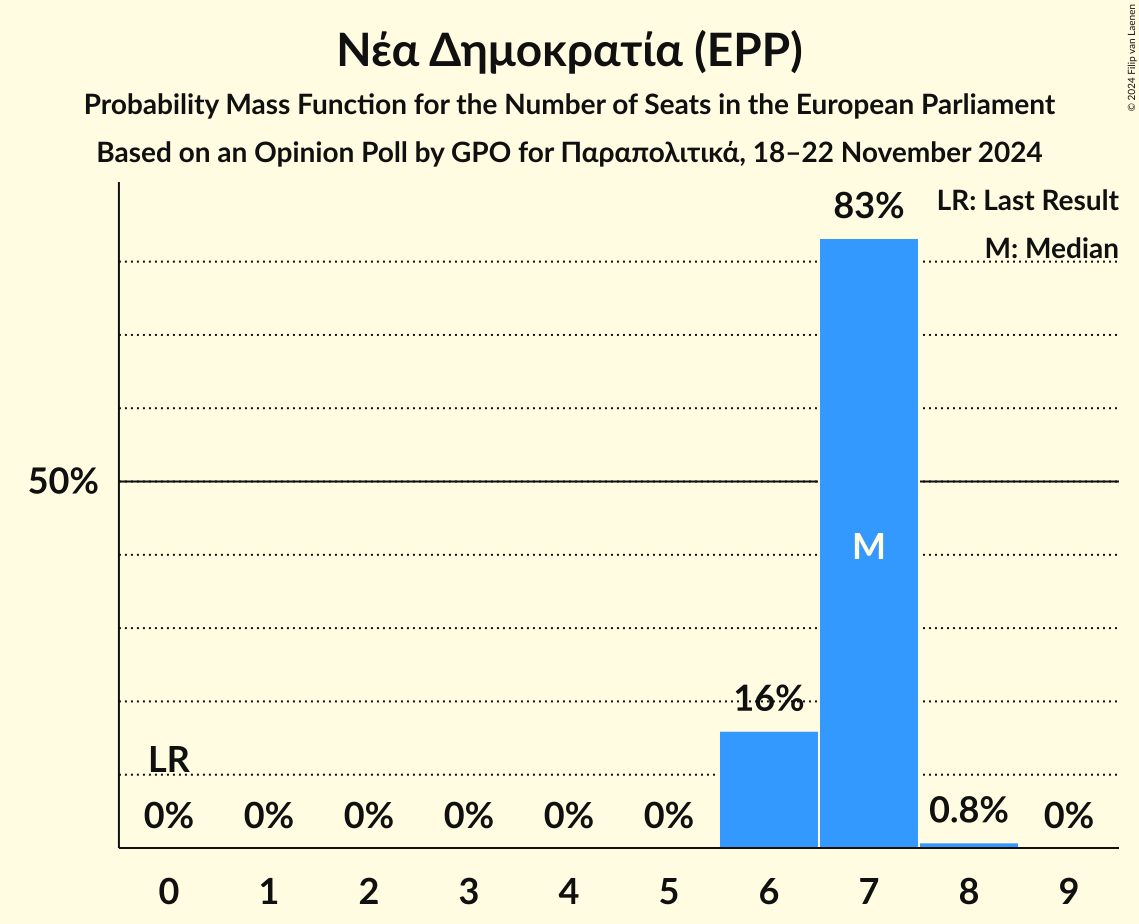 Νέα Δημοκρατία (EPP)
Probability Mass Function for the Number of Seats in the European Parliament
Based on an Opinion Poll by GPO for Παραπολιτικά, 18–22 November 2024
© 2024 Filip van Laenen
LR: Last Result
M: Median
83%
50%
M
16%
LR
0% 0% 0% 0% 0% 0% 0.8% 0%
0 1 2 3 4 5 6 7 8 9